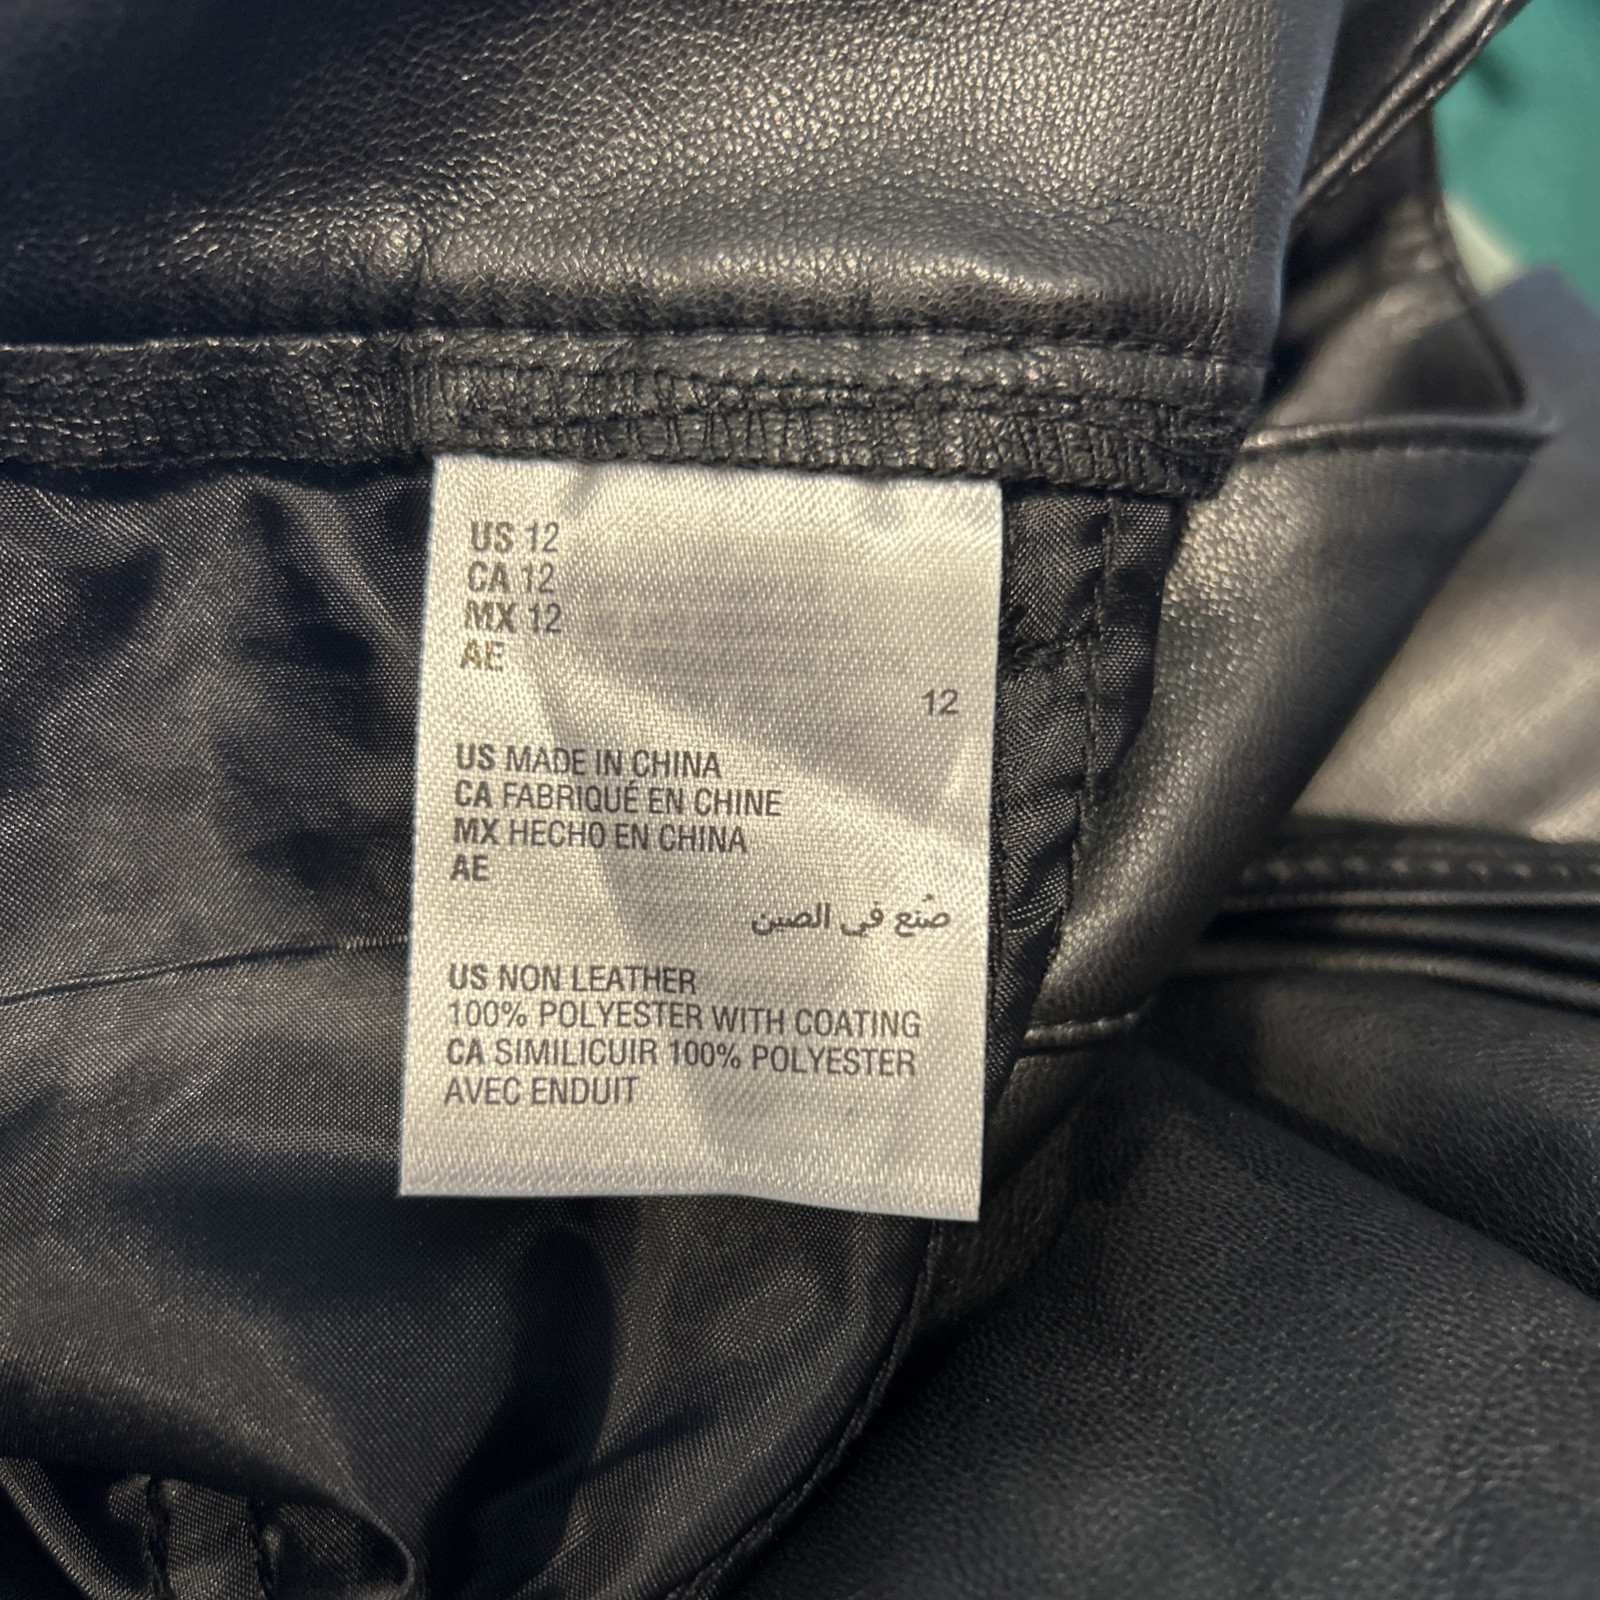 US 12
CA 12
MX 12
AE
12
US MADE IN CHINA
CA FABRIQUÉ EN CHINE
MX HECHO EN CHINA
AE
صُنع في الصين
US NON LEATHER
100% POLYESTER WITH COATING
CA SIMILICUIR 100% POLYESTER
AVEC ENDUIT